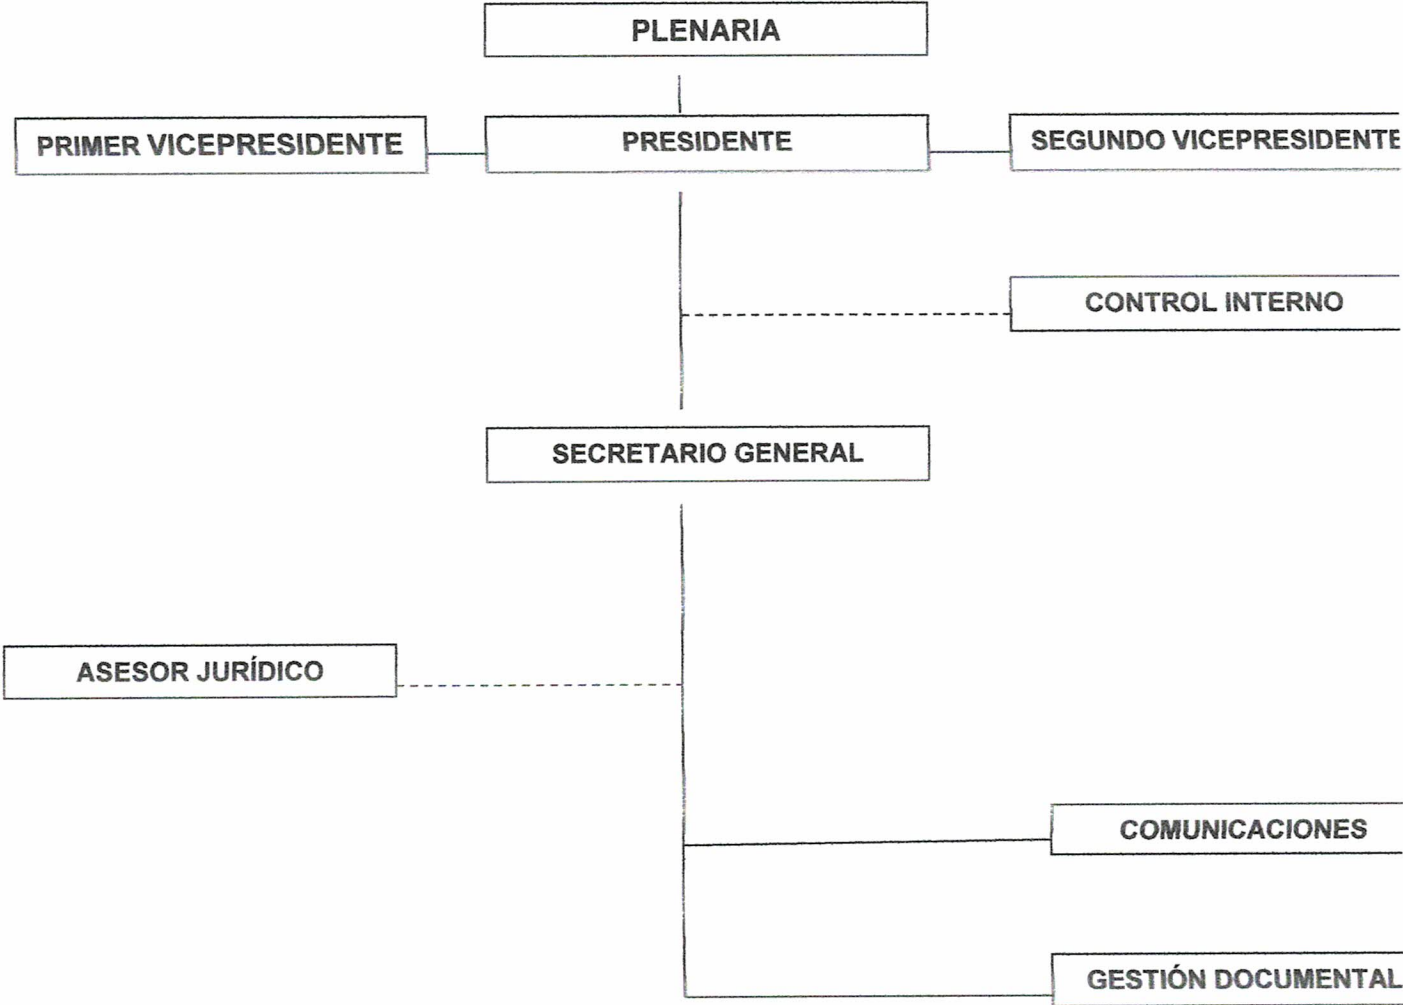 PLENARIA
PRIMER VICEPRESIDENTE
PRESIDENTE
SEGUNDO VICEPRESIDENTE
CONTROL INTERNO
SECRETARIO GENERAL
ASESOR JURÍDICO
COMUNICACIONES
GESTIÓN DOCUMENTAL